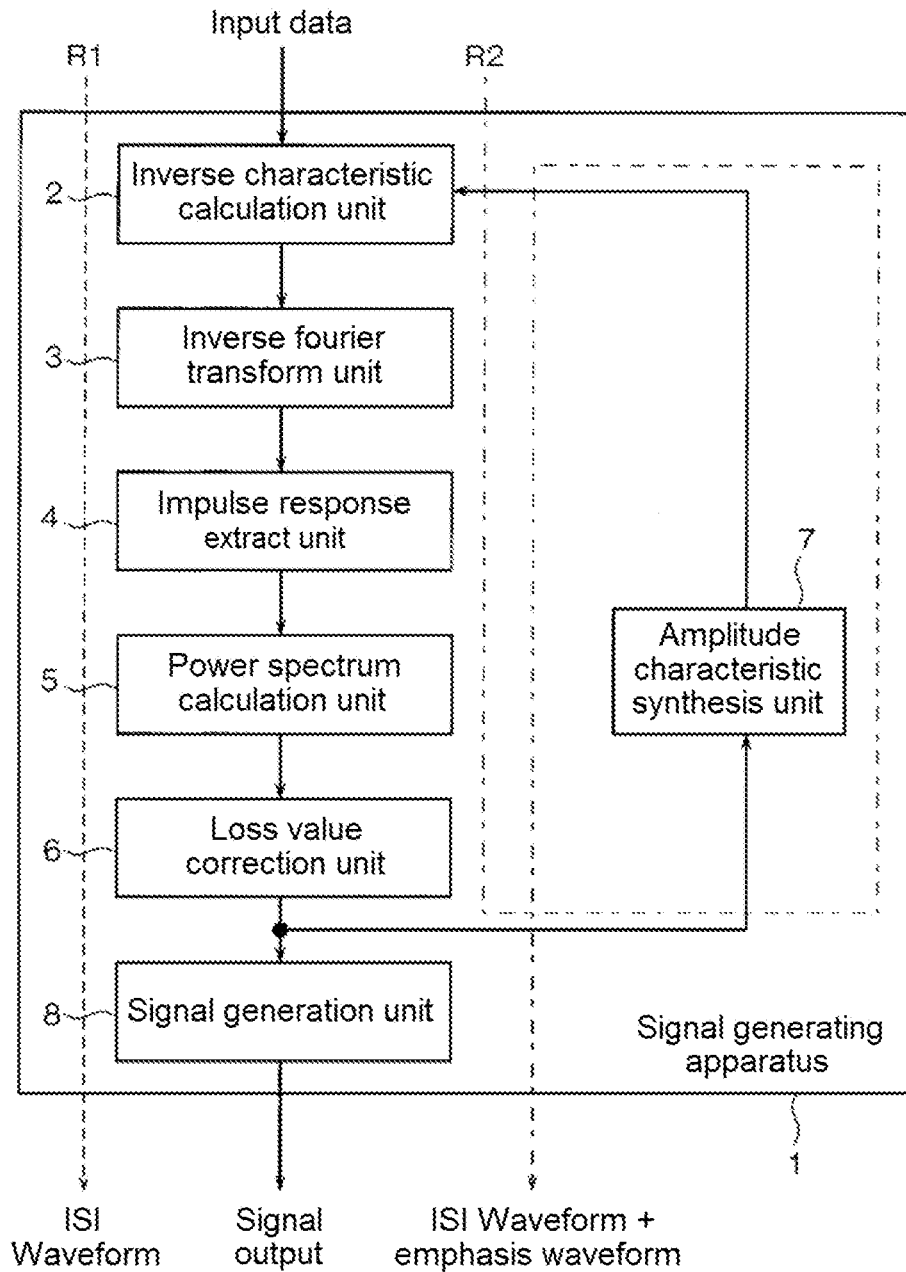 Input data
R1
R2
2
Inverse characteristic
calculation unit
3
Inverse fourier
transform unit
4
Impulse response
extract unit
5
Power spectrum
calculation unit
7
Amplitude
characteristic
synthesis unit
6
Loss value
correction unit
8
Signal generation unit
Signal generating
apparatus
1
ISI
Waveform
Signal
output
ISI Waveform +
emphasis waveform